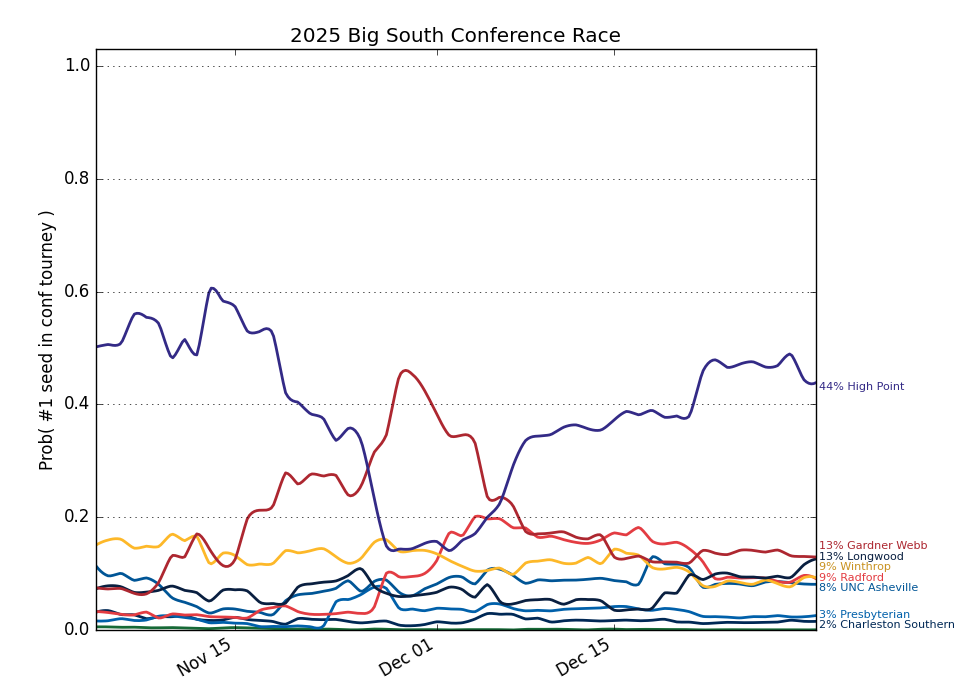 2025 Big South Conference Race
Prob( #1 seed in conf tourney )
1.0
0.8
0.6
0.4
0.2
0.0
Nov 15
Dec 01
Dec 15
44% High Point
13% Gardner Webb
13% Longwood
9% Winthrop
9% Radford
8% UNC Asheville
3% Presbyterian
2% Charleston Southern